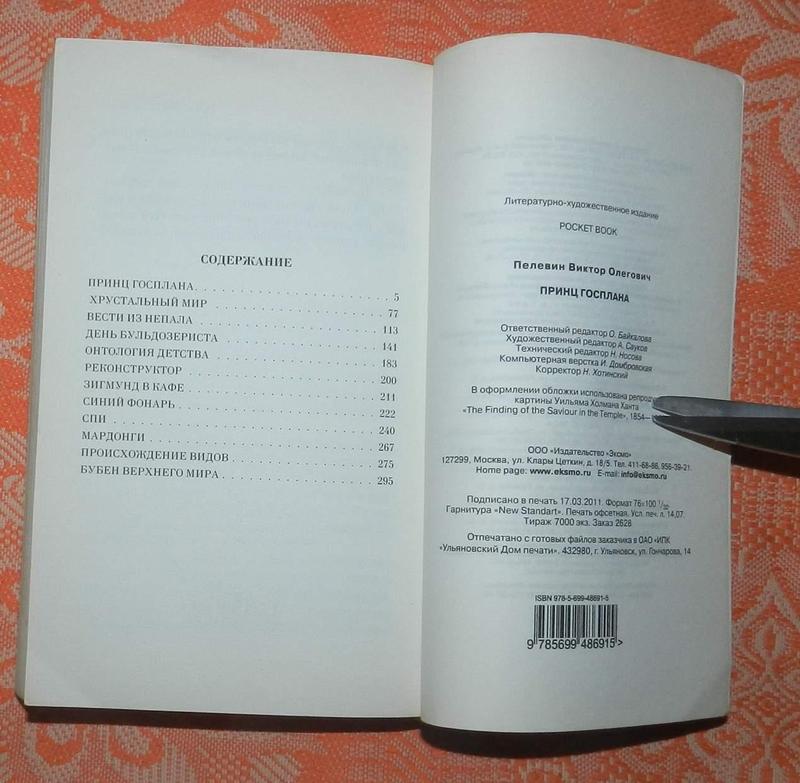 СОДЕРЖАНИЕ
ПРИНЦ ГОСПЛАНА 5
ХРУСТАЛЬНЫЙ МИР 77
ВЕСТИ ИЗ НЕПАЛА 113
ДЕНЬ БУЛЬДОЗЕРИСТА 141
ОНТОЛОГИЯ ДЕТСТВА 183
РЕКОНСТРУКТОР 200
ЗИГМУНД В КАФЕ 211
СИНИЙ ФОНАРЬ 222
СПИ 240
МАРДОНГИ 267
ПРОИСХОЖДЕНИЕ ВИДОВ 275
БУБЕН ВЕРХНЕГО МИРА 295
Литературно-художественное издание
POCKET BOOK
Пелевин Виктор Олегович
ПРИНЦ ГОСПЛАНА
Ответственный редактор О. Байкалова
Художественный редактор А. Сауков
Технический редактор Н. Носова
Компьютерная верстка И. Домбровская
Корректор Н. Хотинский
В оформлении обложки использована
картины Уильяма Холмана Ханта
«The Finding of the Saviour in the Temple», 1854—
ООО «Издательство «Эксмо»
127299, Москва, ул. Клары Цеткин, д. 18/5. Тел. 411-68-86, 956-39-21.
Home page: www.eksmo.ru E-mail: info@eksmo.ru
Подписано в печать 17.03.2011. Формат 76×100 1/32
Гарнитура «New Standart». Печать офсетная. Усл. печ. л. 14,07
Тираж 7000 экз. Заказ 2628
Отпечатано с готовых файлов заказчика в ОАО «ИПК
«Ульяновский Дом печати». 432980, г. Ульяновск, ул. Гончарова, 14
ISBN 978-5-699-48691-5
9 785699 486915 >